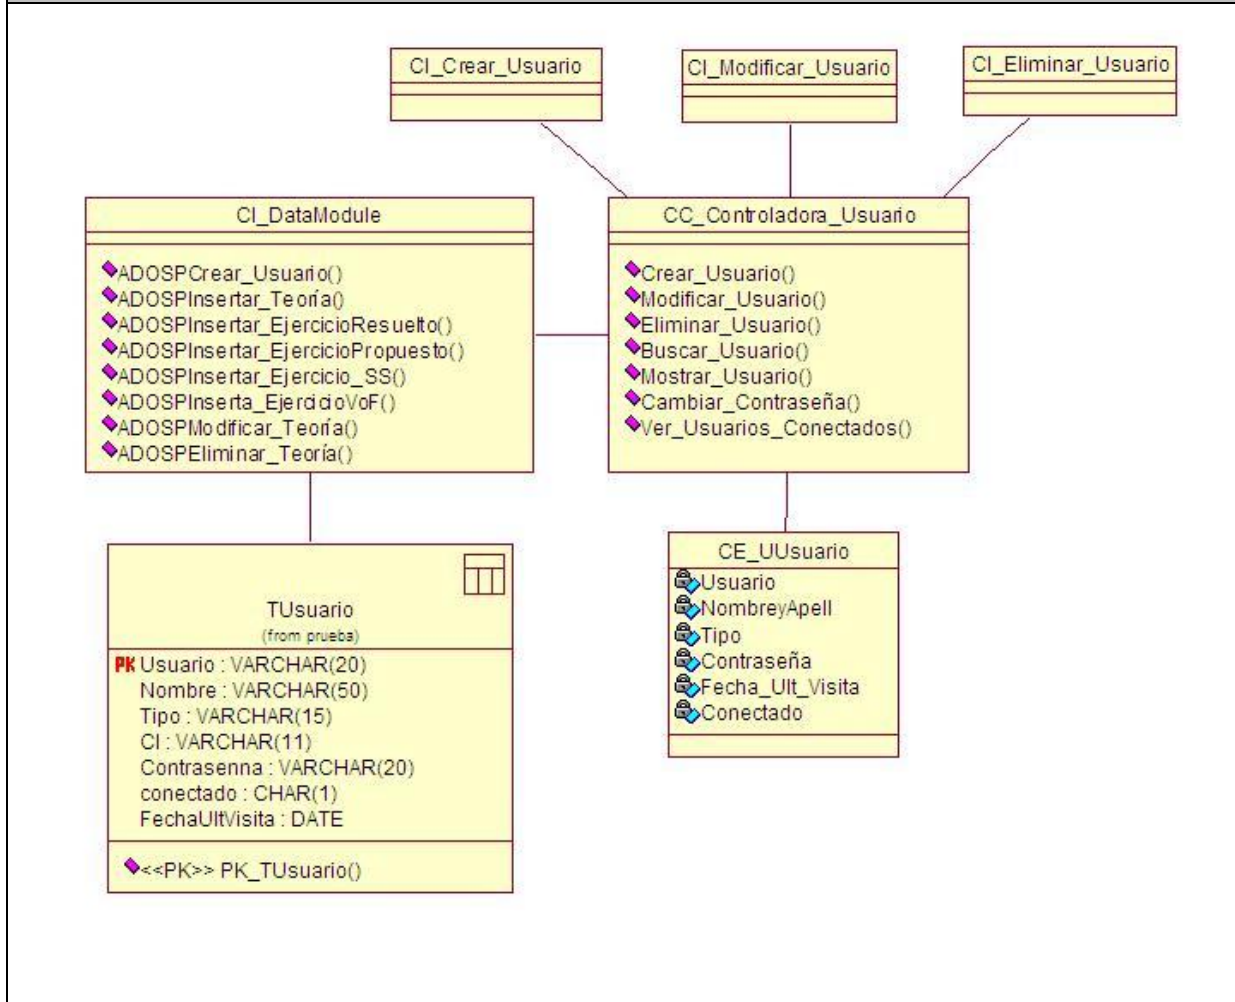 CI_Crear_Usuario
CI_Modificar_Usuario
CI_Eliminar_Usuario
CI_DataModule
ADOSPCrear_Usuario()
ADOSPInsertar_Teoría()
ADOSPInsertar_EjercicioResuelto()
ADOSPInsertar_EjercicioPropuesto()
ADOSPInsertar_Ejercicio_SS()
ADOSPInserta_EjercicioVoF()
ADOSPModificar_Teoría()
ADOSPEliminar_Teoría()
CC_Controladora_Usuario
Crear_Usuario()
Modificar_Usuario()
Eliminar_Usuario()
Buscar_Usuario()
Mostrar_Usuario()
Cambiar_Contraseña()
Ver_Usuarios_Conectados()
TUsuario
(from prueba)
PK Usuario : VARCHAR(20)
Nombre : VARCHAR(50)
Tipo : VARCHAR(15)
CI : VARCHAR(11)
Contrasenna : VARCHAR(20)
conectado : CHAR(1)
FechaUltVisita : DATE
<<PK>> PK_TUsuario()
CE_UUsuario
Usuario
NombreyApell
Tipo
Contraseña
Fecha_Ult_Visita
Conectado